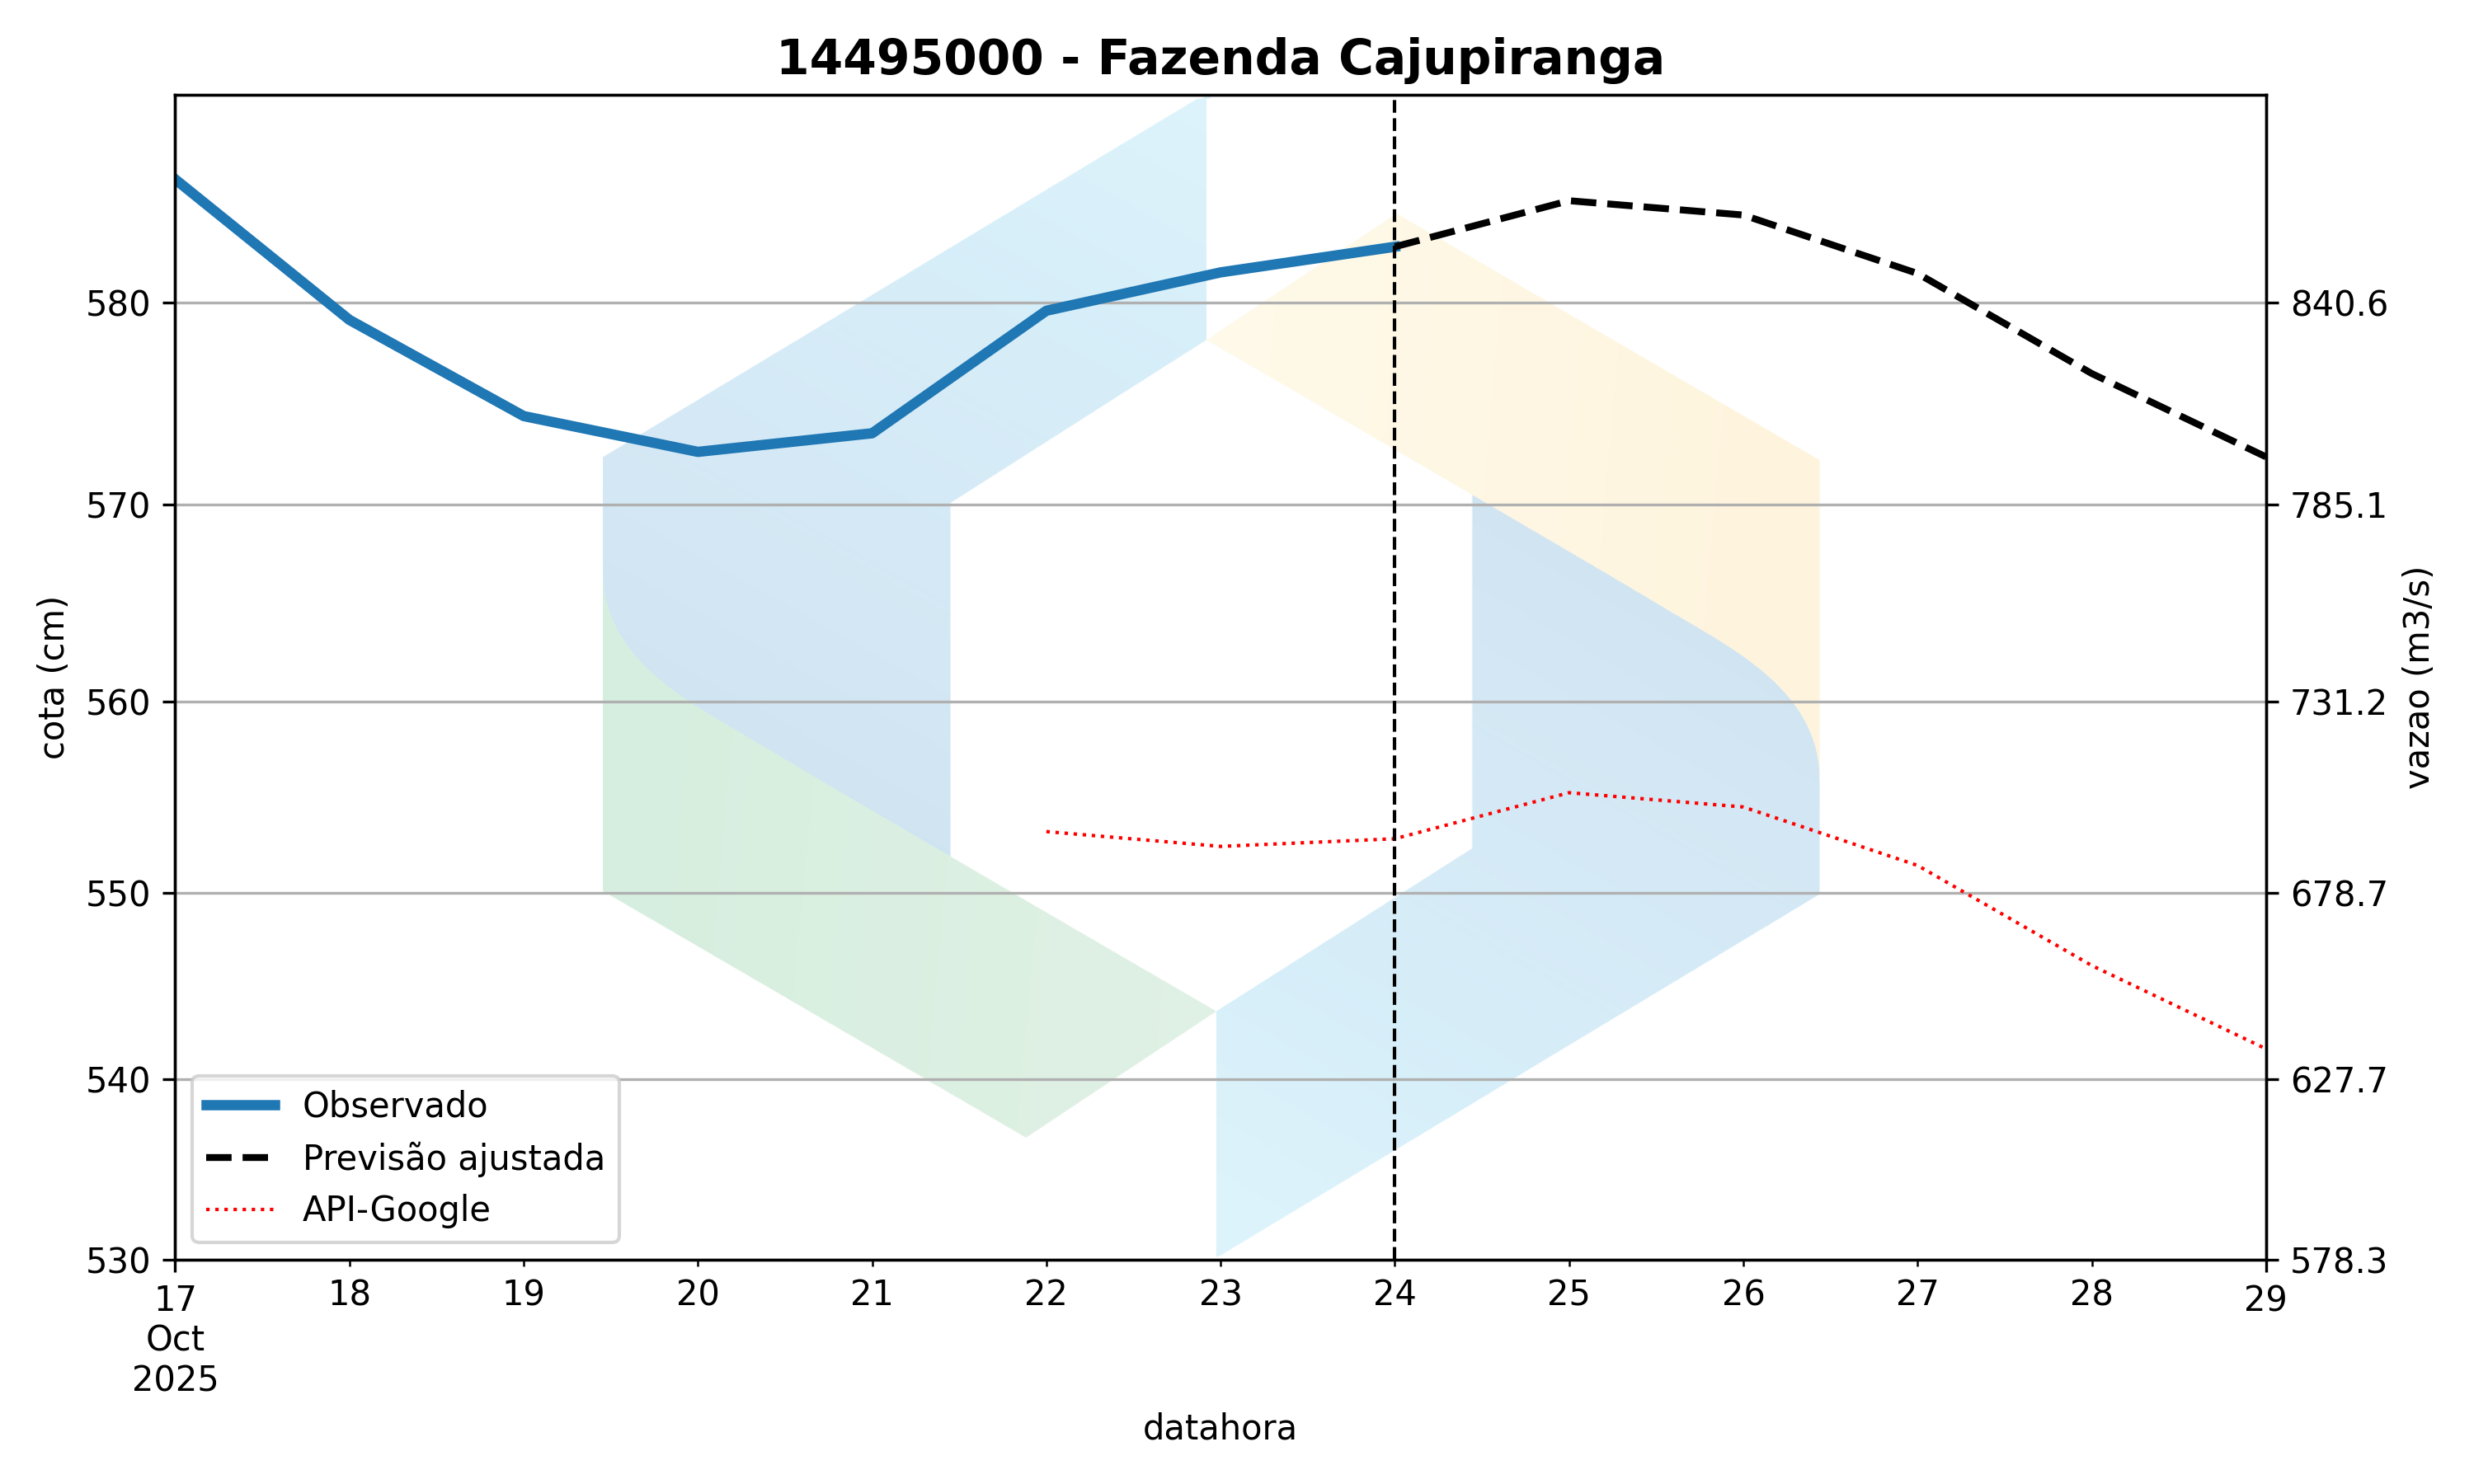 14495000 - Fazenda Cajupiranga
cota (cm)
580
570
560
550
540
530
840.6
785.1
731.2
678.7
627.7
578.3
vazao (m3/s)
Observado
Previsão ajustada
API-Google
17 18 19 20 21 22 23 24 25 26 27 28 29
Oct
2025
datahora